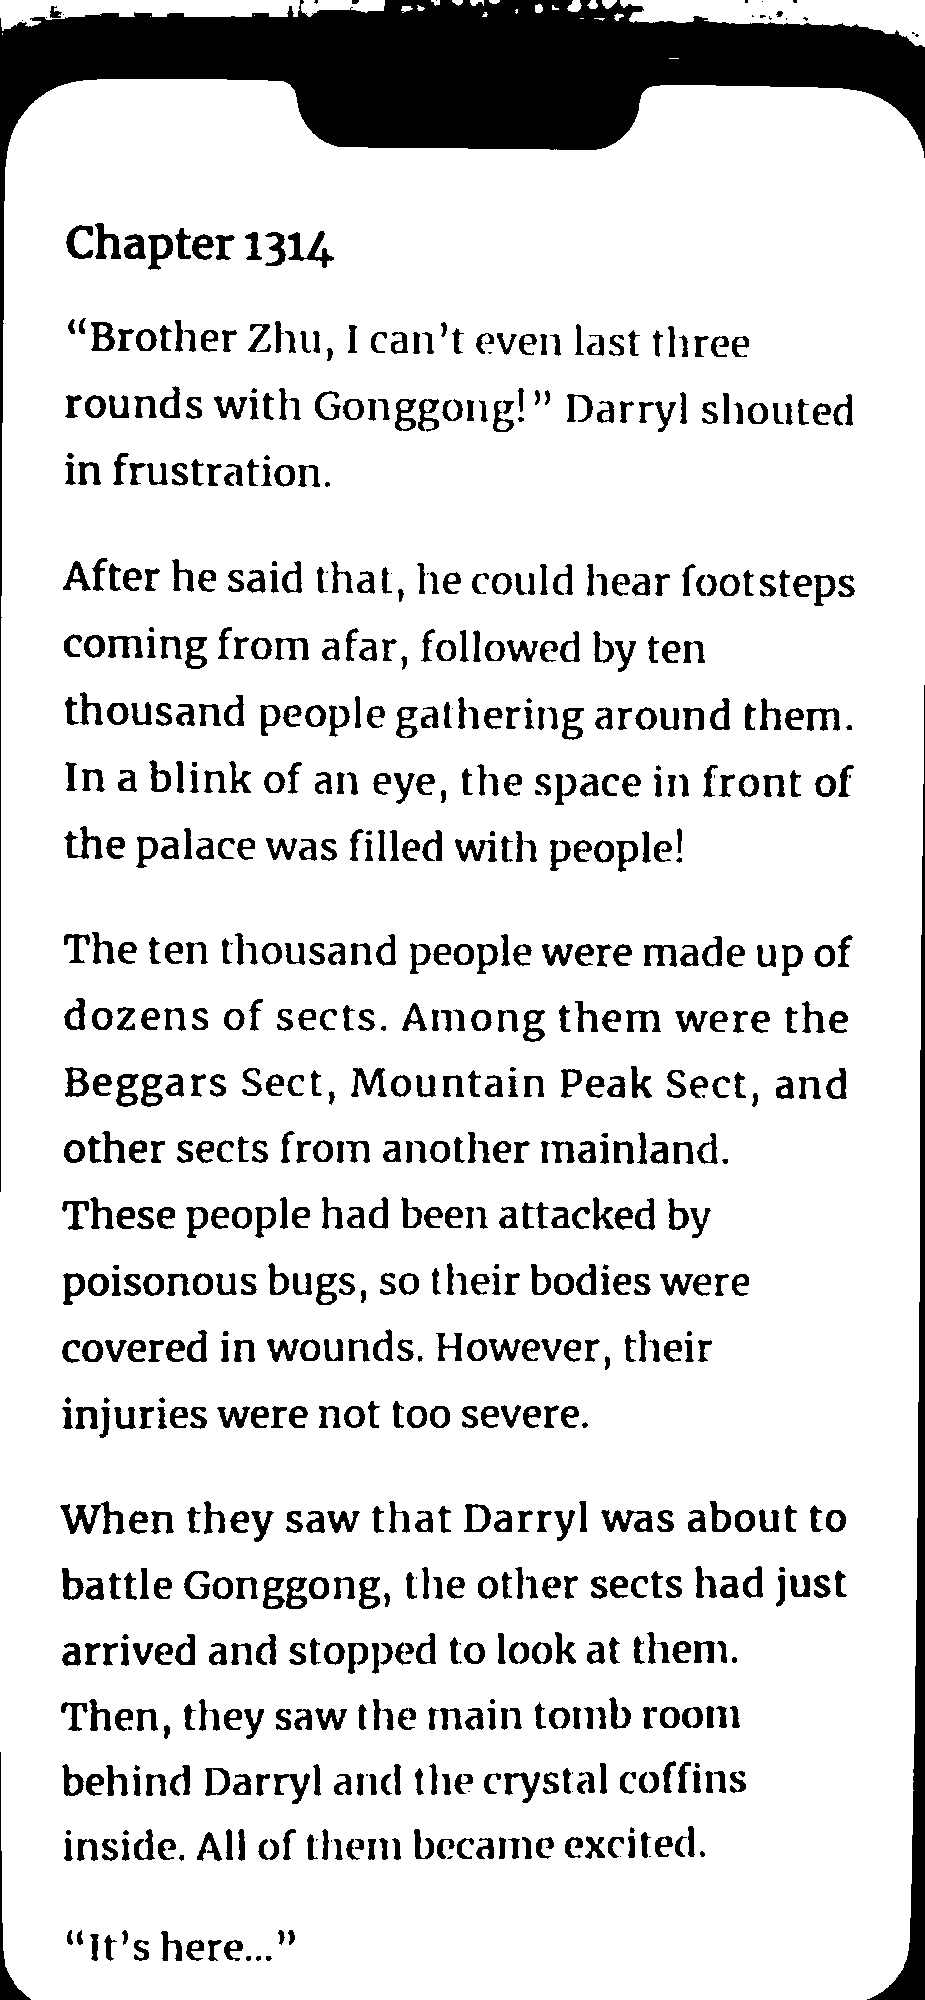 Chapter 1314
“Brother Zhu, I can’t even last three
rounds with Gonggong!” Darryl shouted
in frustration.
After he said that, he could hear footsteps
coming from afar, followed by ten
thousand people gathering around them.
In a blink of an eye, the space in front of
the palace was filled with people!
The ten thousand people were made up of
dozens of sects. Among them were the
Beggars Sect, Mountain Peak Sect, and
other sects from another mainland.
These people had been attacked by
poisonous bugs, so their bodies were
covered in wounds. However, their
injuries were not too severe.
When they saw that Darryl was about to
battle Gonggong, the other sects had just
arrived and stopped to look at them.
Then, they saw the main tomb room
behind Darryl and the crystal coffins
inside. All of them became excited.
“It’s here...”